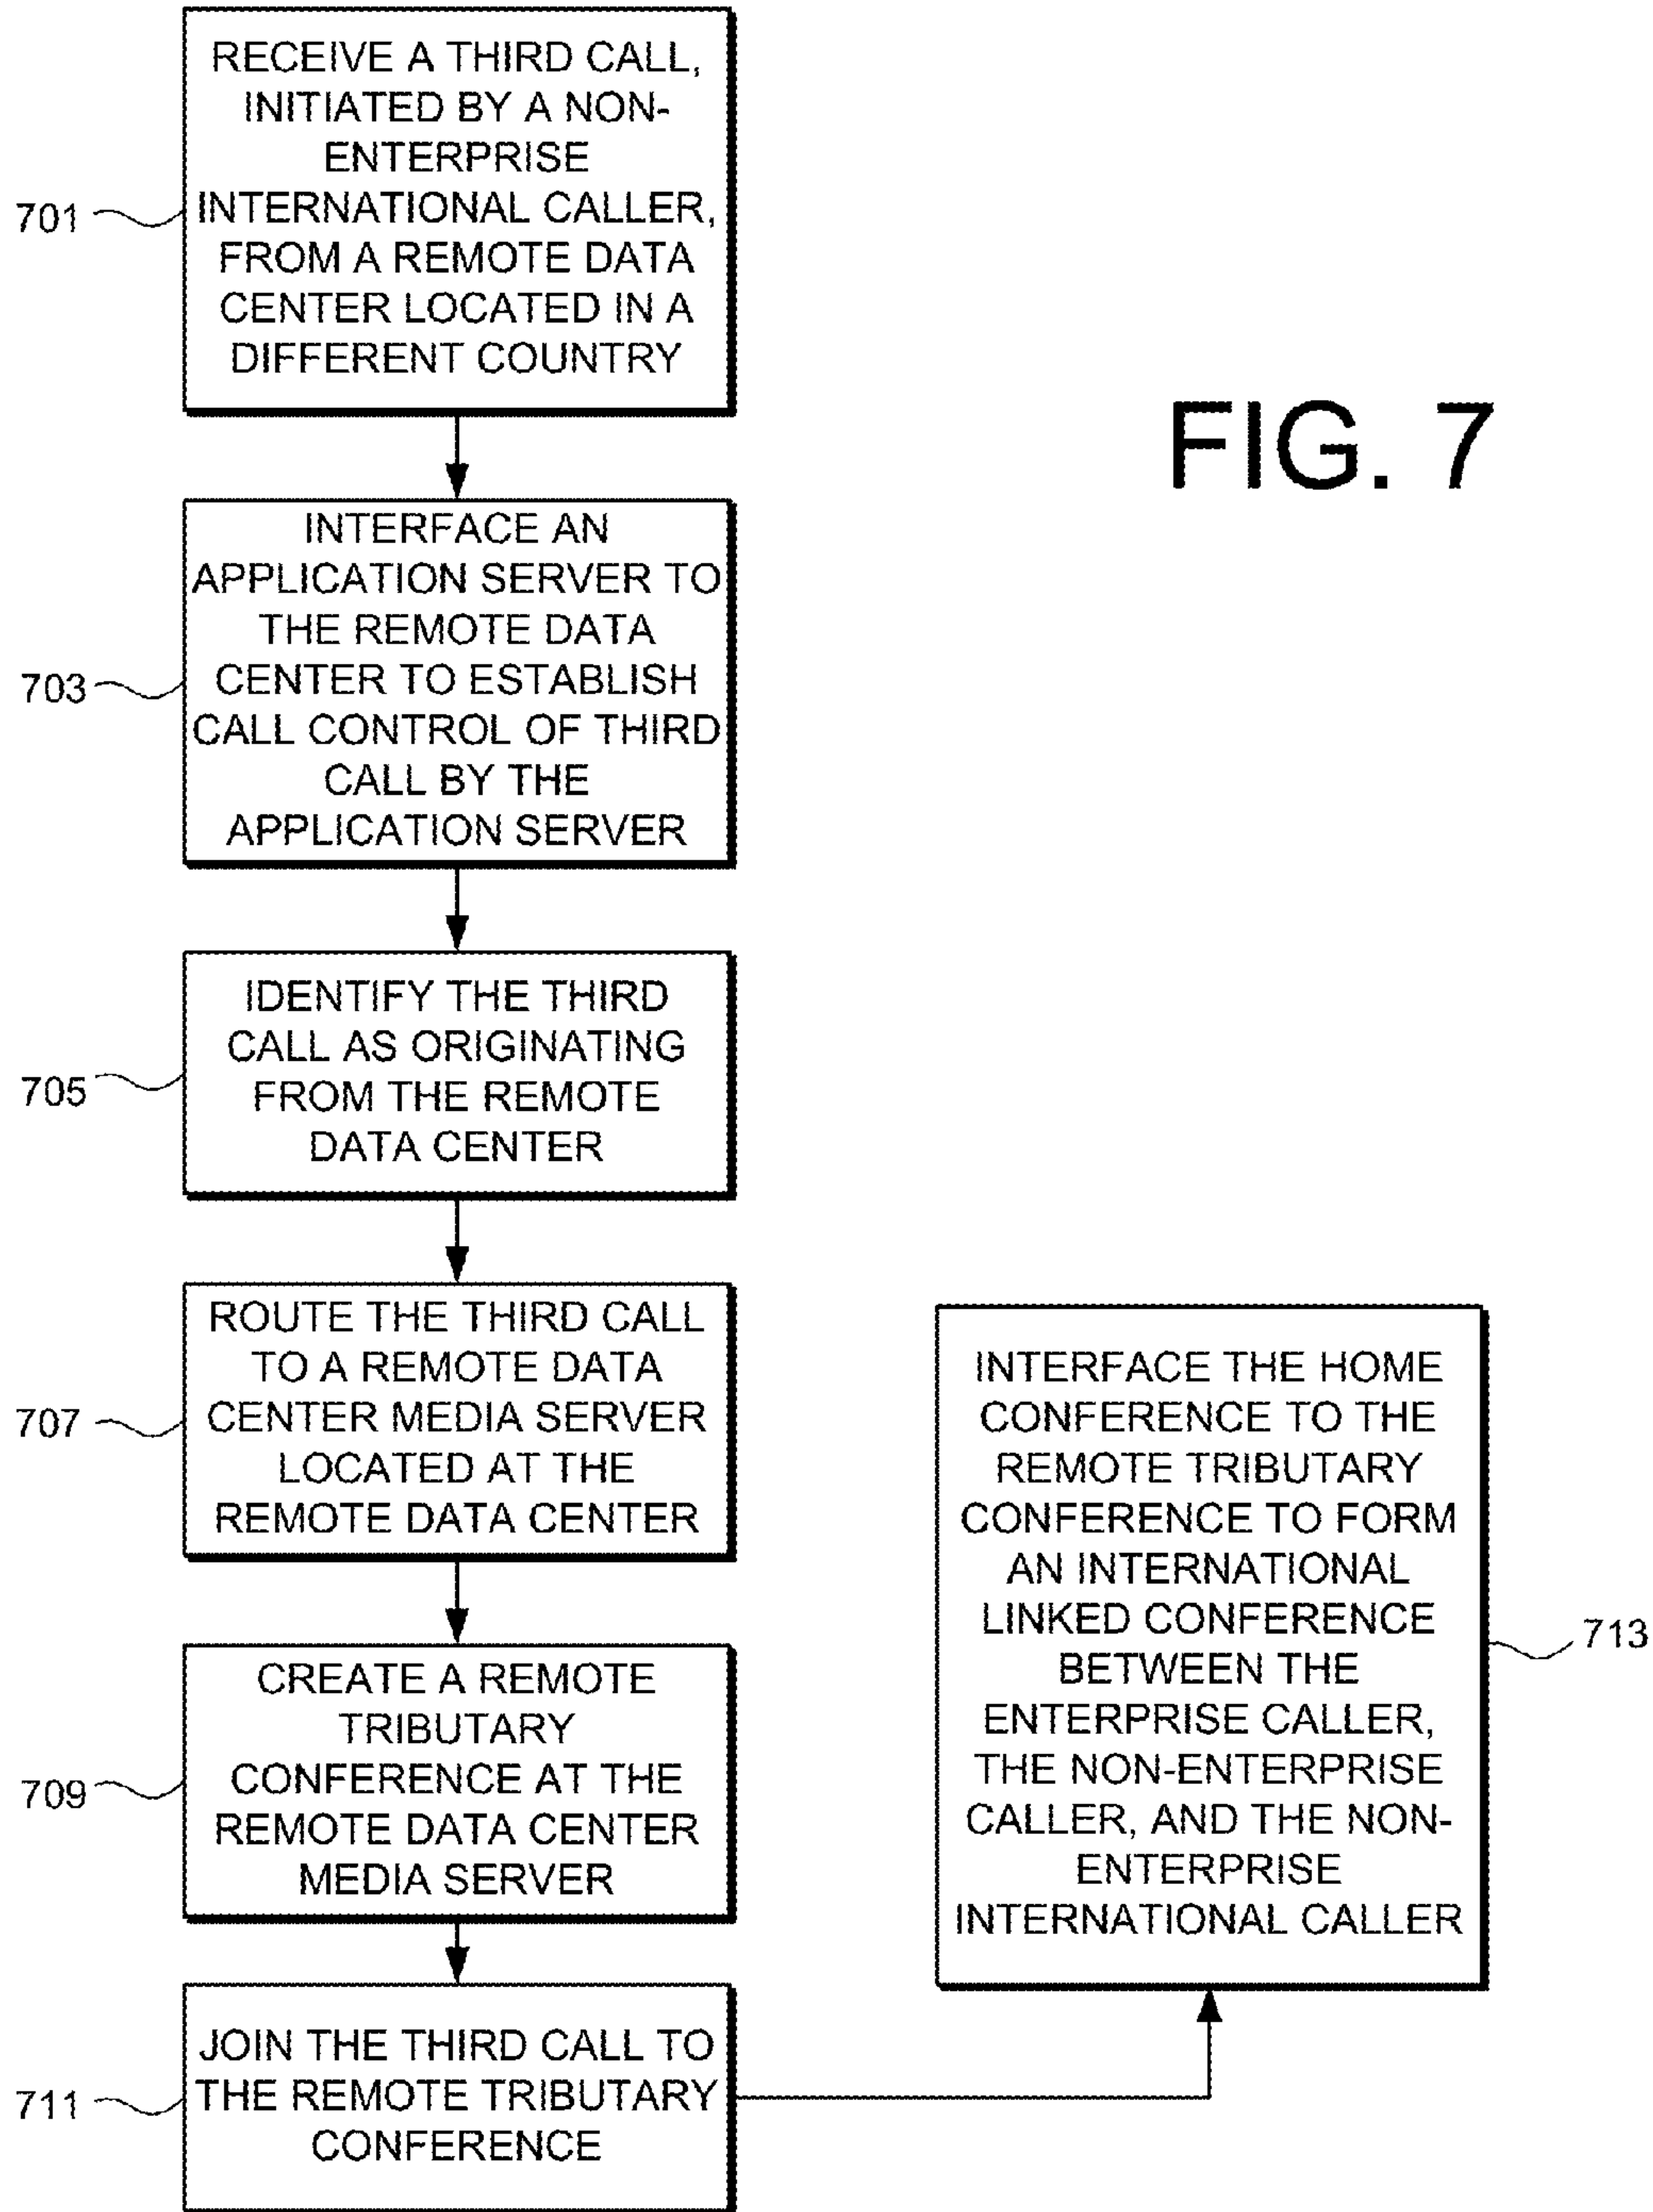 RECEIVE A THIRD CALL,
INITIATED BY A NON-
ENTERPRISE
INTERNATIONAL CALLER,
FROM A REMOTE DATA
CENTER LOCATED IN A
DIFFERENT COUNTRY
701
FIG. 7
INTERFACE AN
APPLICATION SERVER TO
THE REMOTE DATA
CENTER TO ESTABLISH
CALL CONTROL OF THIRD
CALL BY THE
APPLICATION SERVER
703
IDENTIFY THE THIRD
CALL AS ORIGINATING
FROM THE REMOTE
DATA CENTER
705
ROUTE THE THIRD CALL
TO A REMOTE DATA
CENTER MEDIA SERVER
LOCATED AT THE
REMOTE DATA CENTER
707
CREATE A REMOTE
TRIBUTARY
CONFERENCE AT THE
REMOTE DATA CENTER
MEDIA SERVER
709
JOIN THE THIRD CALL TO
THE REMOTE TRIBUTARY
CONFERENCE
711
INTERFACE THE HOME
CONFERENCE TO THE
REMOTE TRIBUTARY
CONFERENCE TO FORM
AN INTERNATIONAL
LINKED CONFERENCE
BETWEEN THE
ENTERPRISE CALLER,
THE NON-ENTERPRISE
CALLER, AND THE NON-
ENTERPRISE
INTERNATIONAL CALLER
713